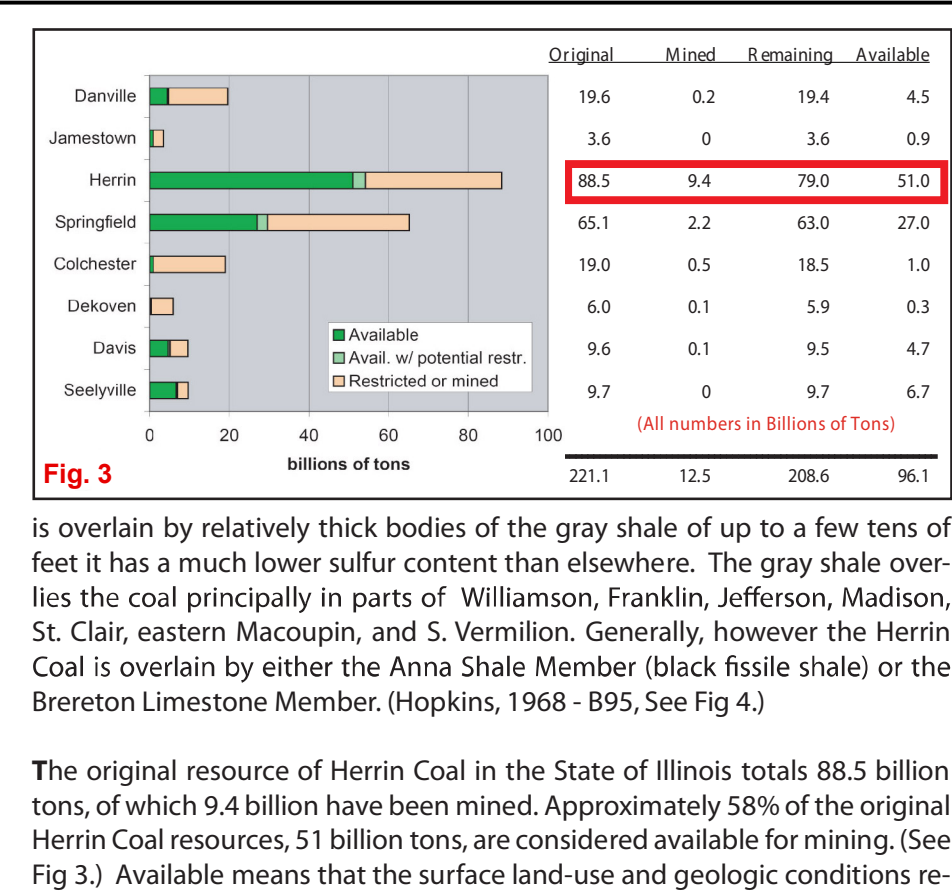 Original Mined Remaining Available
Danville 19.6 0.2 19.4 4.5
Jamestown 3.6 0 3.6 0.9
Herrin 88.5 9.4 79.0 51.0
Springfield 65.1 2.2 63.0 27.0
Colchester 19.0 0.5 18.5 1.0
Dekoven 6.0 0.1 5.9 0.3
Available
Davis 9.6 0.1 9.5 4.7
Avail. w/ potential restr.
Restricted or mined
Seelyville 9.7 0 9.7 6.7
(All numbers in Billions of Tons)
0 20 40 60 80 100
billions of tons
Fig. 3
221.1 12.5 208.6 96.1
is overlain by relatively thick bodies of the gray shale of up to a few tens of
feet it has a much lower sulfur content than elsewhere. The gray shale over-
lies the coal principally in parts of Williamson, Franklin, Jefferson, Madison,
St. Clair, eastern Macoupin, and S. Vermilion. Generally, however the Herrin
Coal is overlain by either the Anna Shale Member (black fissile shale) or the
Brereton Limestone Member. (Hopkins, 1968 - B95, See Fig 4.)
The original resource of Herrin Coal in the State of Illinois totals 88.5 billion
tons, of which 9.4 billion have been mined. Approximately 58% of the original
Herrin Coal resources, 51 billion tons, are considered available for mining. (See
Fig 3.) Available means that the surface land-use and geologic conditions re-